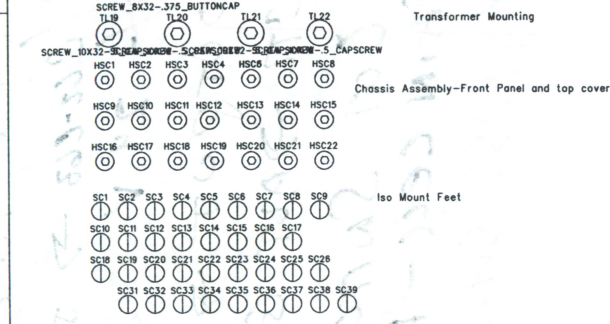 SCREW_8X32-.375_BUTTONCAP
TL19 TL20 TL21 TL22 Transformer Mounting
HSC1 HSC2 HSC3 HSC4 HSC6 HSC7 HSC8
Chassis Assembly-Front Panel and top cover
HSC9 HSC10 HSC11 HSC12 HSC13 HSC14 HSC15
HSC16 HSC17 HSC18 HSC19 HSC20 HSC21 HSC22
SC1 SC2 SC3 SC4 SC5 SC6 SC7 SC8 SC9 Iso Mount Feet
SC10 SC11 SC12 SC13 SC14 SC15 SC16 SC17
SC18 SC19 SC20 SC21 SC22 SC23 SC24 SC25 SC26
SC31 SC32 SC33 SC34 SC35 SC36 SC37 SC38 SC39